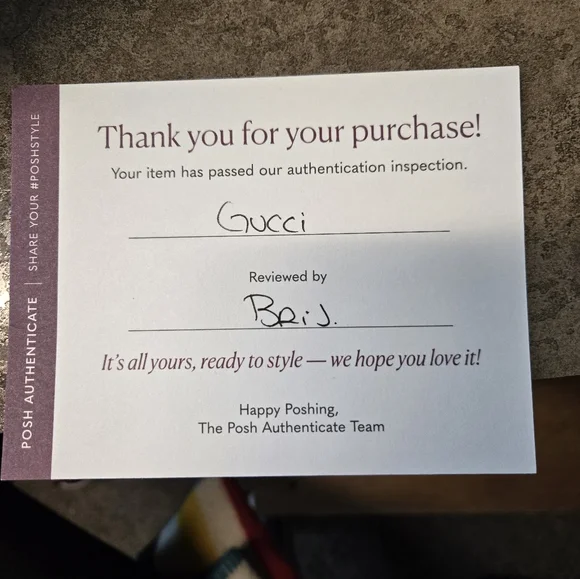 Thank you for your purchase!
Your item has passed our authentication inspection.
Gucci
Reviewed by
Bri J.
It's all yours, ready to style — we hope you love it!
Happy Poshing,
The Posh Authenticate Team
POSH AUTHENTICATE | SHARE YOUR #POSHSTYLE